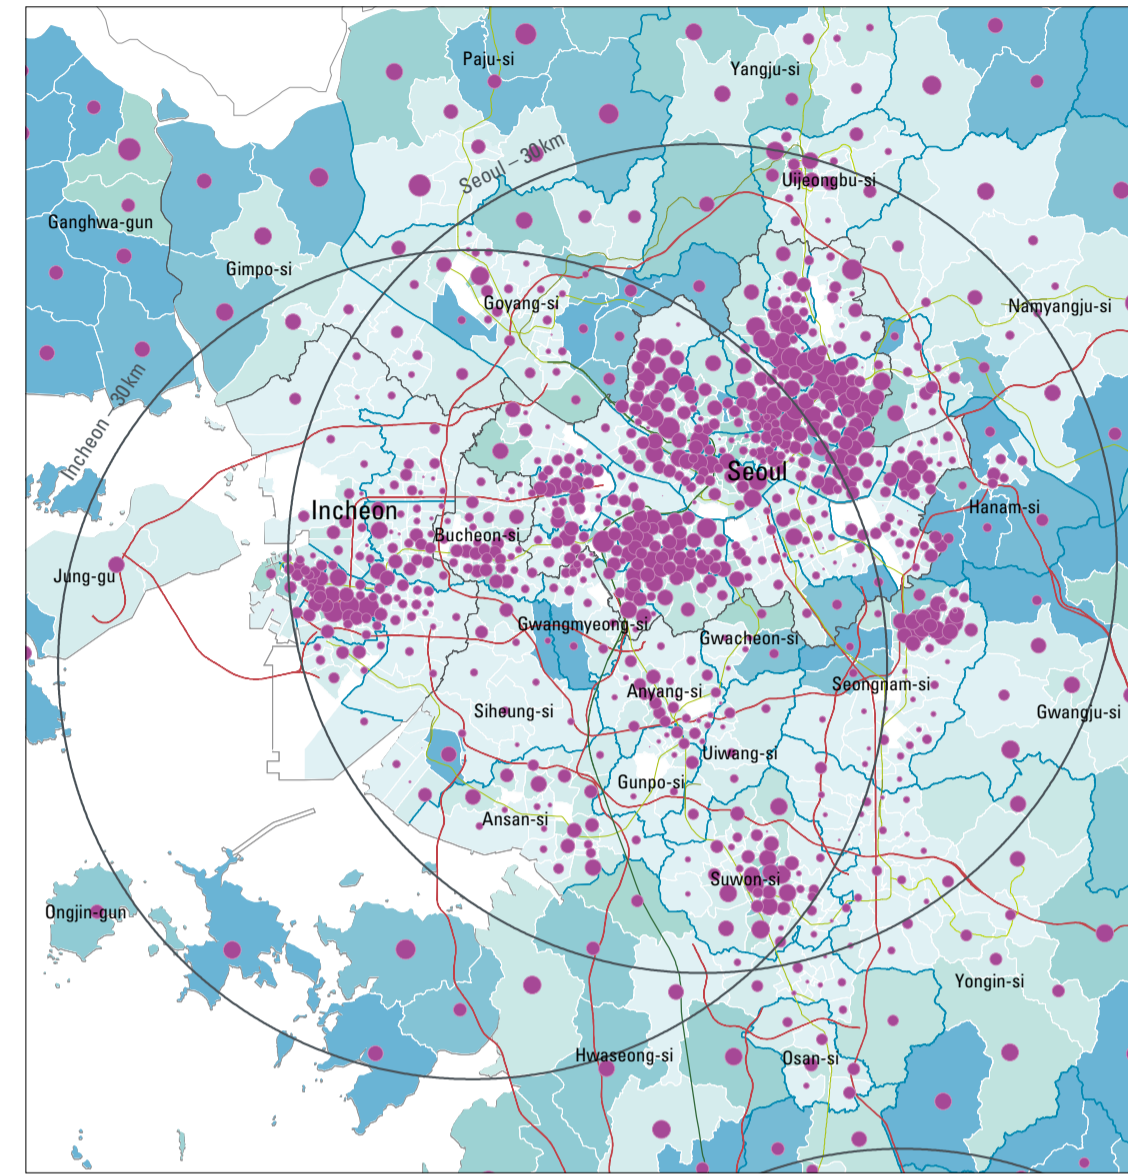 Paju-si
Yangju-si
Seoul – 30km
Uijeongbu-si
Ganghwa-gun
Gimpo-si
Goyang-si
Namyangju-si
Incheon – 30km
Seoul
Incheon
Hanam-si
Bucheon-si
Jung-gu
Gwangmyeong-si
Gwacheon-si
Seongnam-si
Anyang-si
Siheung-si
Gwangju-si
Uiwang-si
Gunpo-si
Ansan-si
Suwon-si
Ongjin-gun
Yongin-si
Hwaseong-si
Osan-si